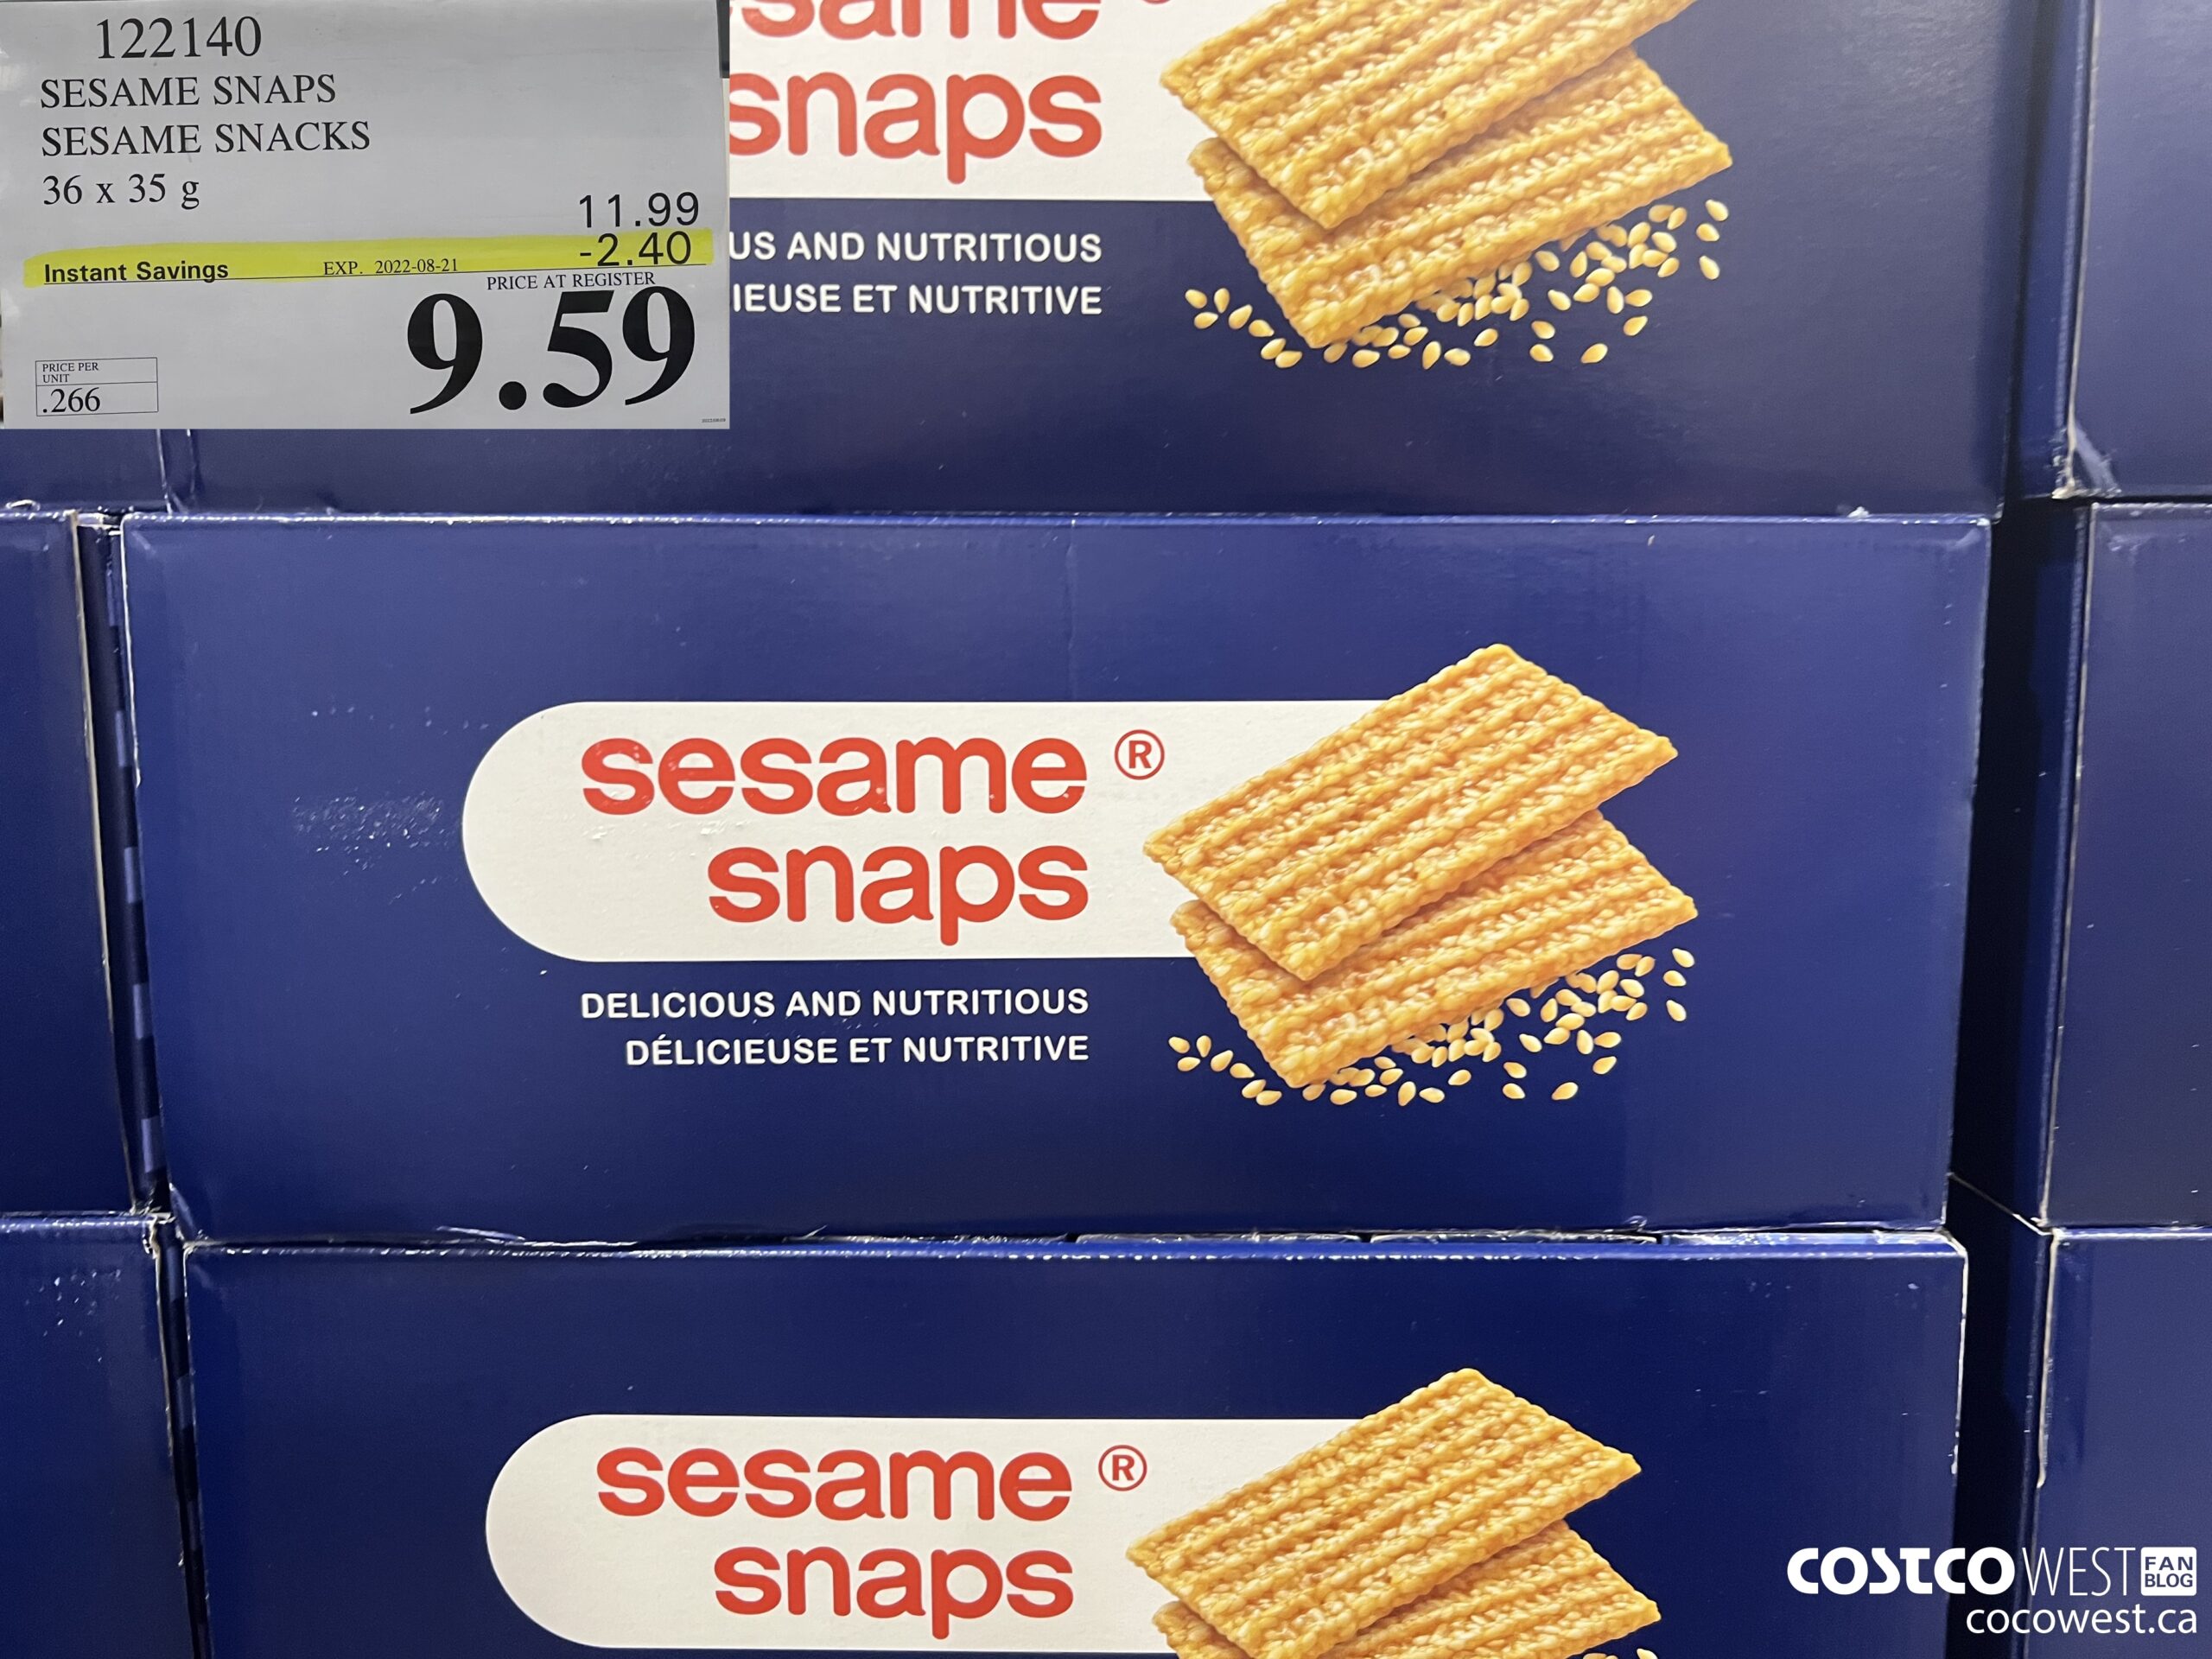 122140
SESAME SNAPS
SESAME SNACKS
36 x 35 g
11.99
Instant Savings EXP. 2022-08-21 -2.40
PRICE AT REGISTER
9.59
PRICE PER
UNIT
.266
snaps
AND NUTRITIOUS
ET NUTRITIVE
sesame ®
snaps
DELICIOUS AND NUTRITIOUS
DÉLICIEUSE ET NUTRITIVE
sesame ®
snaps
COSTCO WEST FAN BLOG
cocowest.ca